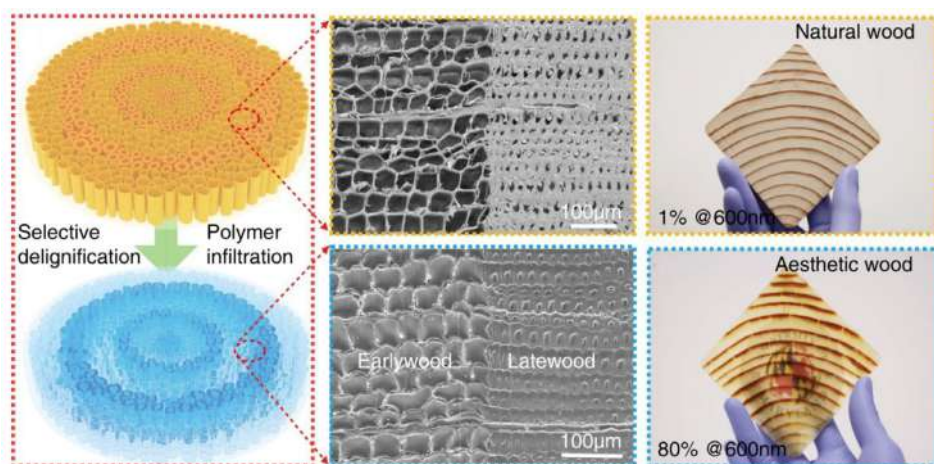 Selective
delignification
Polymer
infiltration
100μm
Natural wood
1% @600nm
Earlywood
Latewood
100μm
Aesthetic wood
80% @600nm